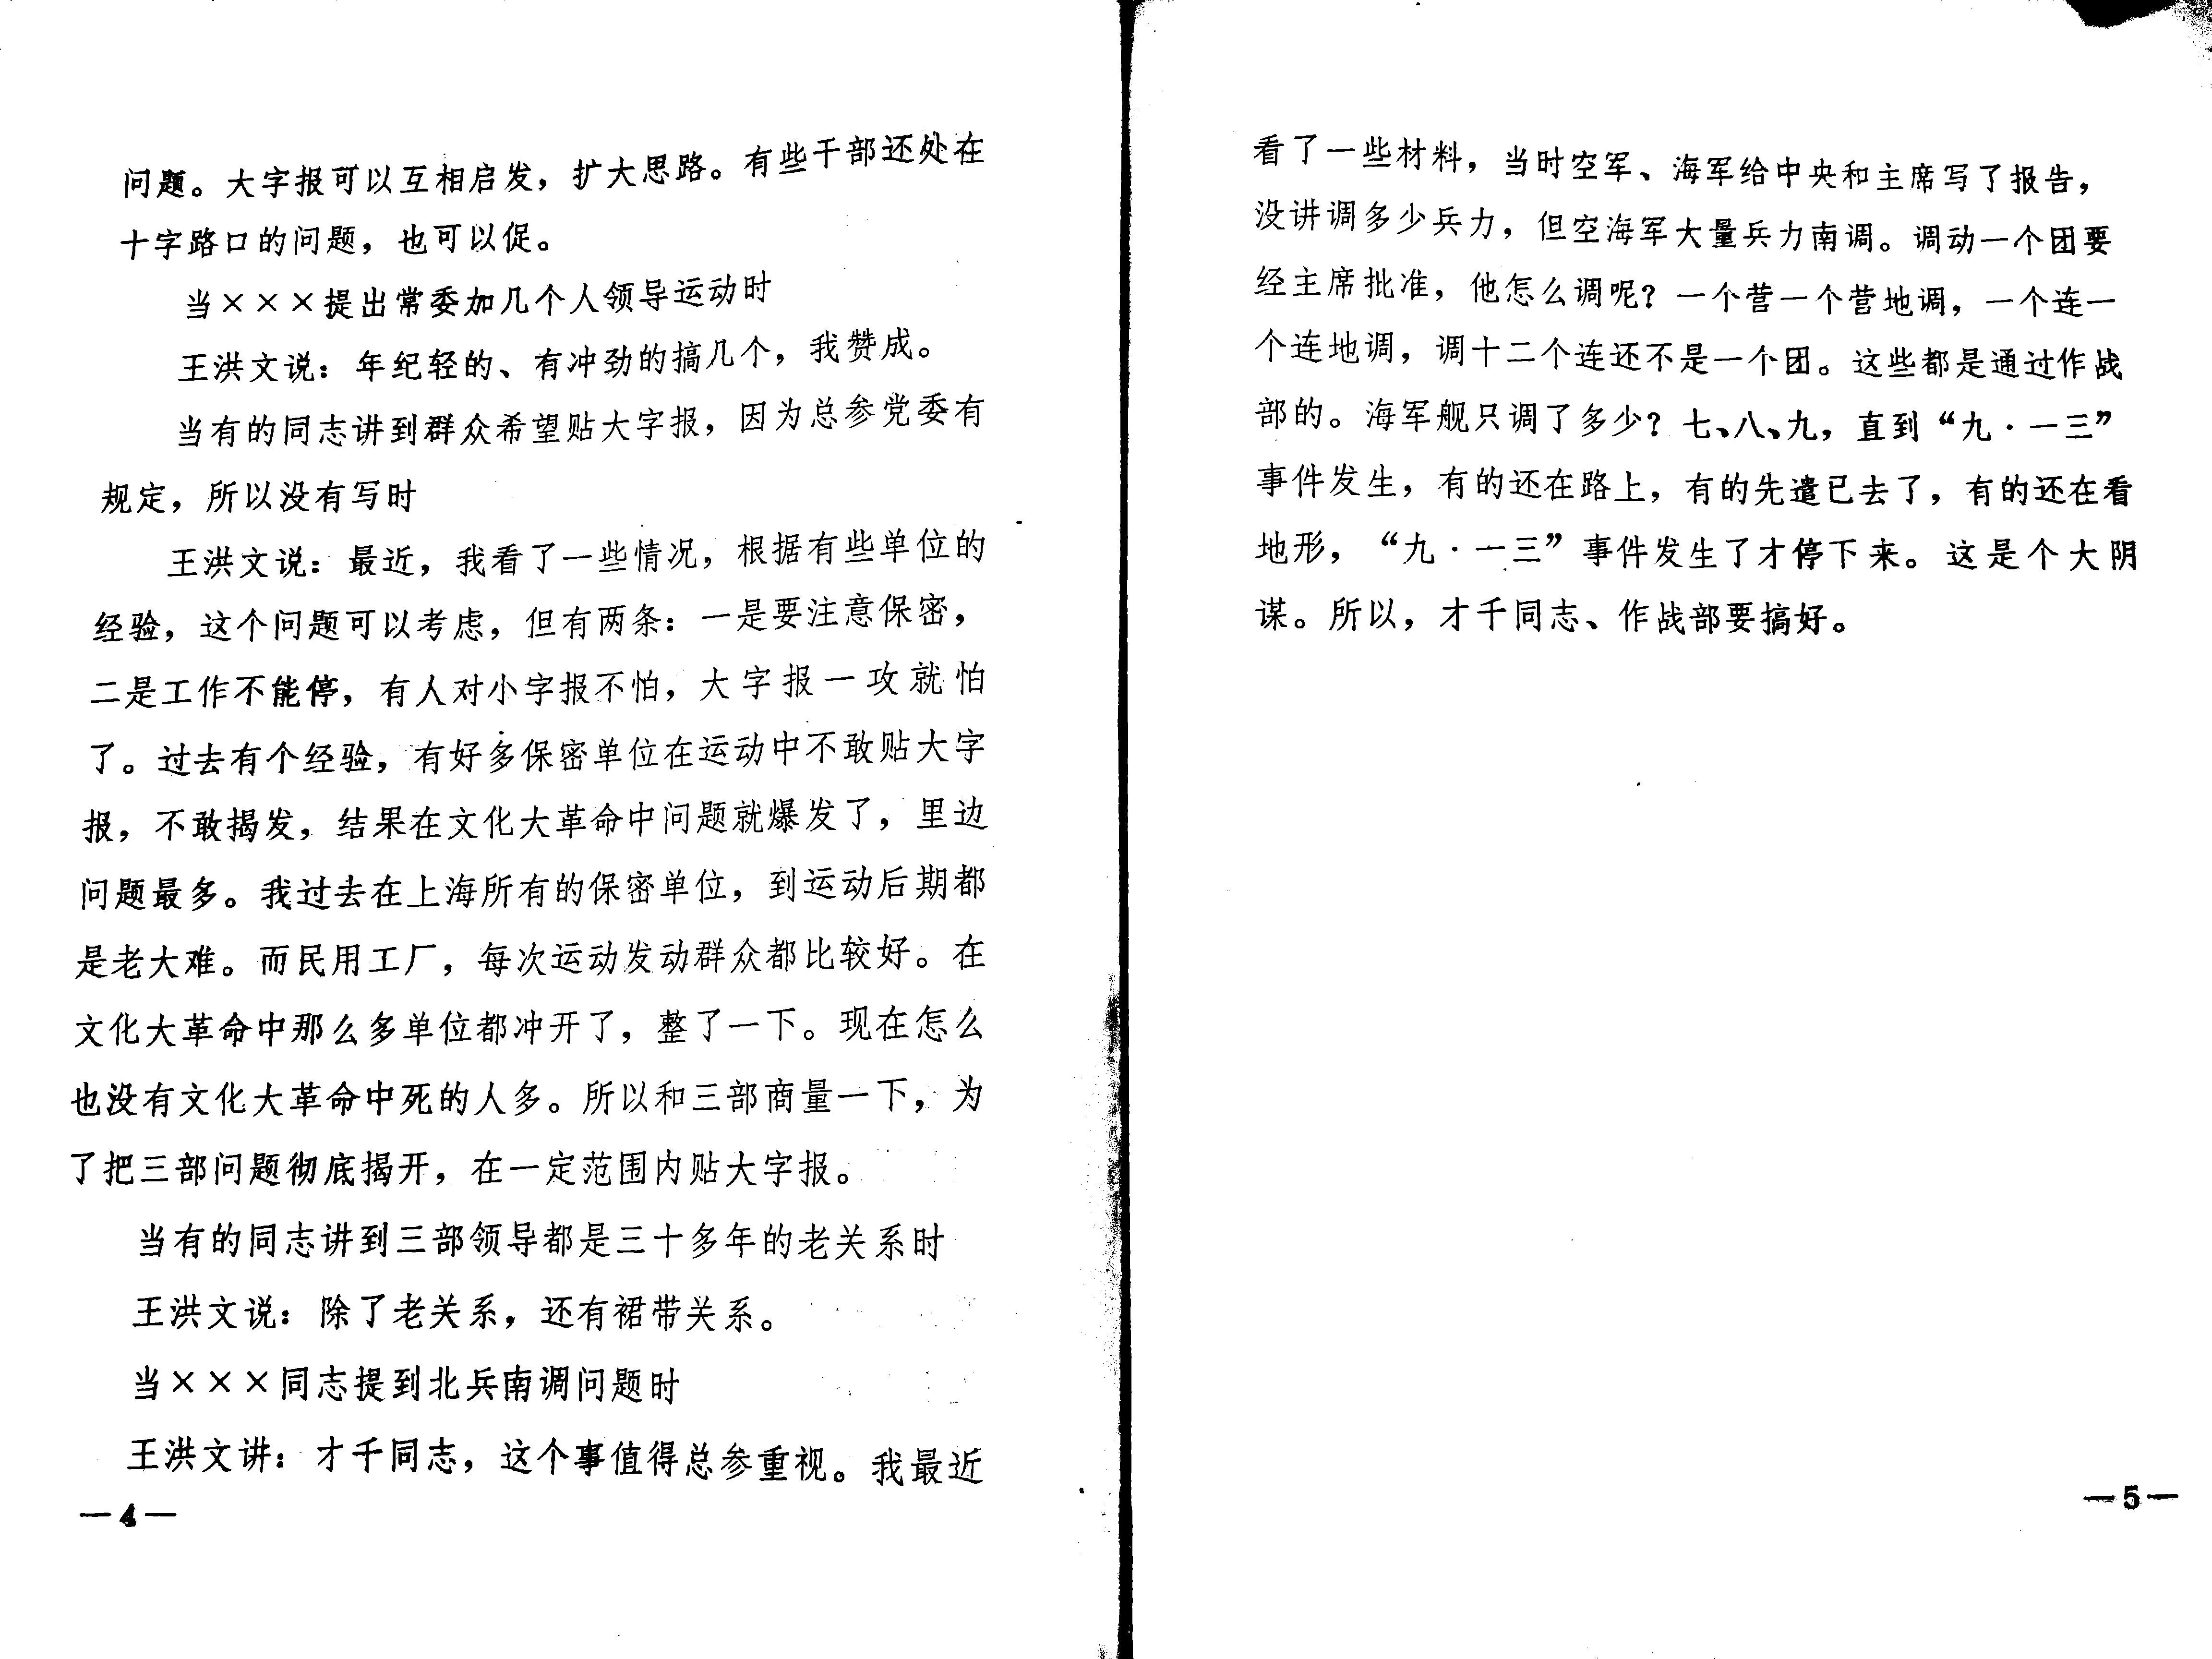 问题。大字报可以互相启发，扩大思路。有些干部还处在
十字路口的问题，也可以促。
当×××提出常委加几个人领导运动时
王洪文说：年纪轻的、有冲劲的搞几个，我赞成。
当有的同志讲到群众希望贴大字报，因为总参党委有
规定，所以没有写时
王洪文说：最近，我看了一些情况，根据有些单位的
经验，这个问题可以考虑，但有两条：一是要注意保密，
二是工作不能停，有人对小字报不怕，大字报一攻就怕
了。过去有个经验，有好多保密单位在运动中不敢贴大字
报，不敢揭发，结果在文化大革命中问题就爆发了，里边
问题最多。我过去在上海所有的保密单位，到运动后期都
是老大难。而民用工厂，每次运动发动群众都比较好。在
文化大革命中那么多单位都冲开了，整了一下。现在怎么
也没有文化大革命中死的人多。所以和三部商量一下，为
了把三部问题彻底揭开，在一定范围内贴大字报。
当有的同志讲到三部领导都是三十多年的老关系时
王洪文说：除了老关系，还有裙带关系。
当×××同志提到北兵南调问题时
王洪文讲：才千同志，这个事值得总参重视。我最近
—4—
看了一些材料，当时空军、海军给中央和主席写了报告，
没讲调多少兵力，但空海军大量兵力南调。调动一个团要
经主席批准，他怎么调呢？一个营一个营地调，一个连一
个连地调，调十二个连还不是一个团。这些都是通过作战
部的。海军舰只调了多少？七、八、九，直到“九·一三”
事件发生，有的还在路上，有的先遣已去了，有的还在看
地形，“九·一三”事件发生了才停下来。这是个大阴
谋。所以，才千同志、作战部要搞好。
—5—